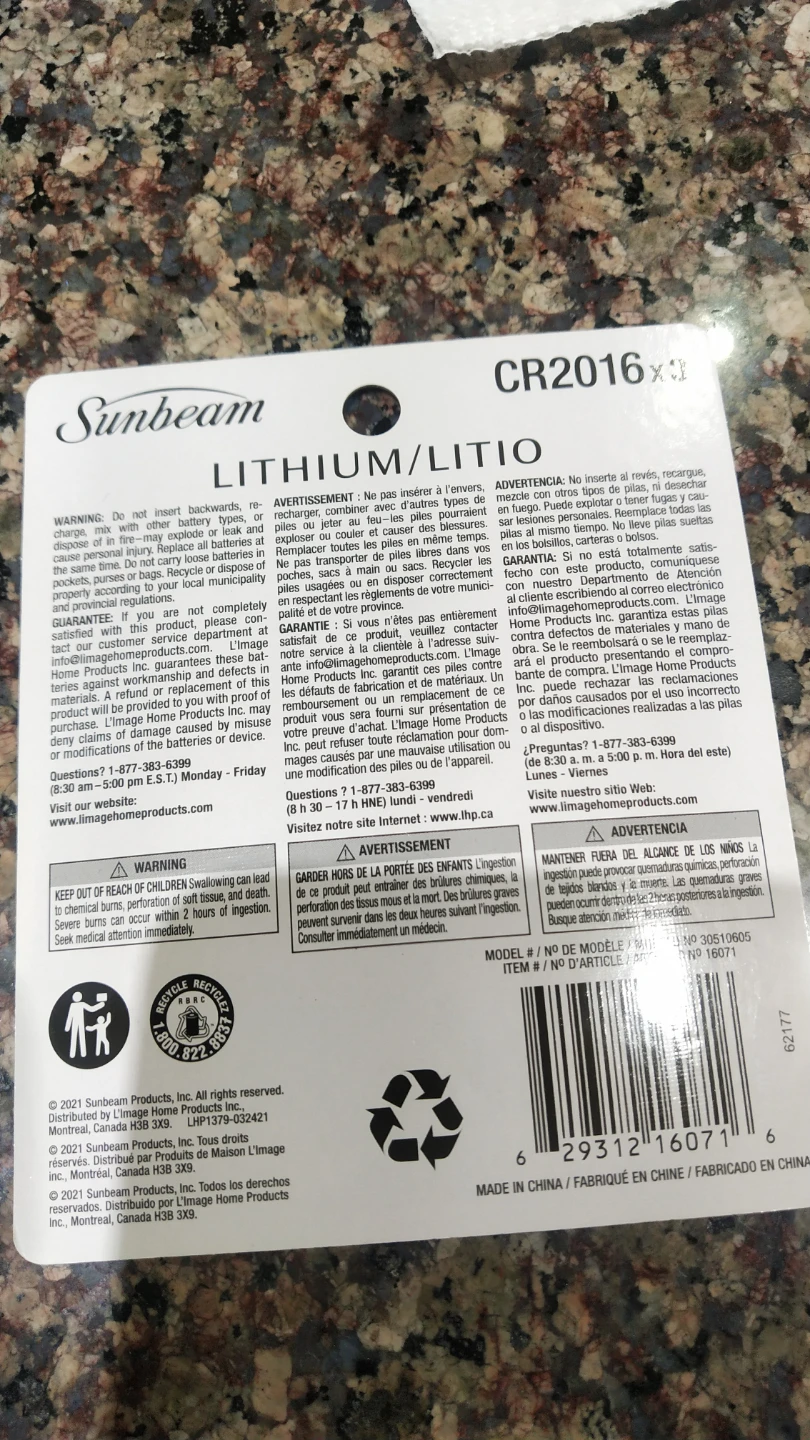 Sunbeam
CR2016
LITHIUM/LITIO
WARNING: Do not insert backwards, re-
charge, mix with other battery types, or
dispose of in fire—may explode or leak and
cause personal injury. Replace all batteries at
the same time. Do not carry loose batteries in
pockets, purses or bags. Recycle or dispose of
properly according to your local municipality
and provincial regulations.
GUARANTEE: If you are not completely
satisfied with this product, please con-
tact our customer service department at
info@limagehomeproducts.com. L'Image
Home Products Inc. guarantees these bat-
teries against workmanship and defects in
materials. A refund or replacement of this
product will be provided to you with proof of
purchase. L'Image Home Products Inc. may
deny claims of damage caused by misuse
or modifications of the batteries or device.
Questions? 1-877-383-6399
(8:30 am–5:00 pm E.S.T.) Monday - Friday
Visit our website:
www.limagehomeproducts.com
AVERTISSEMENT : Ne pas insérer à l'envers,
recharger, combiner avec d'autres types de
piles ou jeter au feu–les piles pourraient
exploser ou couler et causer des blessures.
Remplacer toutes les piles en même temps.
Ne pas transporter de piles libres dans vos
poches, sacs à main ou sacs. Recycler les
piles usagées ou en disposer correctement
en respectant les règlements de votre munici-
palité et de votre province.
GARANTIE : Si vous n'êtes pas entièrement
satisfait de ce produit, veuillez contacter
notre service à la clientèle à l'adresse suiv-
ante info@limagehomeproducts.com. L'Image
Home Products Inc. garantit ces piles contre
les défauts de fabrication et de matériaux. Un
remboursement ou un remplacement de ce
produit vous sera fourni sur présentation de
votre preuve d'achat. L'Image Home Products
Inc. peut refuser toute réclamation pour dom-
mages causés par une mauvaise utilisation ou
une modification des piles ou de l'appareil.
Questions ? 1-877-383-6399
(8 h 30 – 17 h HNE) lundi - vendredi
Visitez notre site Internet : www.lhp.ca
ADVERTENCIA: No inserte al revés, recargue,
mezcle con otros tipos de pilas, ni desechar
en fuego. Puede explotar o tener fugas y cau-
sar lesiones personales. Reemplace todas las
pilas al mismo tiempo. No lleve pilas sueltas
en los bolsillos, carteras o bolsos.
GARANTIA: Si no está totalmente satis-
fecho con este producto, comuniquese
con nuestro Departmento de Atención
al cliente escribiendo al correo electrónico
info@limagehomeproducts.com. L'Image
Home Products Inc. garantiza estas pilas
contra defectos de materiales y mano de
obra. Se le reembolsará o se le reemplaz-
ará el producto presentando el compro-
bante de compra. L'Image Home Products
Inc. puede rechazar las reclamaciones
por daños causados por el uso incorrecto
o las modificaciones realizadas a las pilas
o al dispositivo.
¿Preguntas? 1-877-383-6399
(de 8:30 a. m. a 5:00 p. m. Hora del este)
Lunes - Viernes
Visite nuestro sitio Web:
www.limagehomeproducts.com
WARNING
KEEP OUT OF REACH OF CHILDREN Swallowing can lead
to chemical burns, perforation of soft tissue, and death.
Severe burns can occur within 2 hours of ingestion.
Seek medical attention immediately.
AVERTISSEMENT
GARDER HORS DE LA PORTÉE DES ENFANTS L'ingestion
de ce produit peut entraîner des brûlures chimiques, la
perforation des tissus mous et la mort. Des brûlures graves
peuvent survenir dans les deux heures suivant l'ingestion.
Consulter immédiatement un médecin.
ADVERTENCIA
MANTENER FUERA DEL ALCANCE DE LOS NIÑOS La
ingestión puede provocar quemaduras químicas, perforación
de tejidos blandos y la muerte. Las quemaduras graves
pueden ocurrir dentro de las 2 horas posteriores a la ingestión.
Busque atención de inmediato.
MODEL # / Nº DE MODÈLE / Nº 30510605
ITEM # / Nº D'ARTICLE / Nº 16071
RECYCLE RECYCLEZ
RBRC
1.800.822.8837
62177
6 29312 16071 6
MADE IN CHINA / FABRIQUÉ EN CHINE / FABRICADO EN CHINA
© 2021 Sunbeam Products, Inc. All rights reserved.
Distributed by L'Image Home Products Inc.,
Montreal, Canada H3B 3X9. LHP1379-032421
© 2021 Sunbeam Products, Inc. Tous droits
réservés. Distribué par Produits de Maison L'Image
inc., Montréal, Canada H3B 3X9.
© 2021 Sunbeam Products, Inc. Todos los derechos
reservados. Distribuido por L'Image Home Products
Inc., Montreal, Canada H3B 3X9.